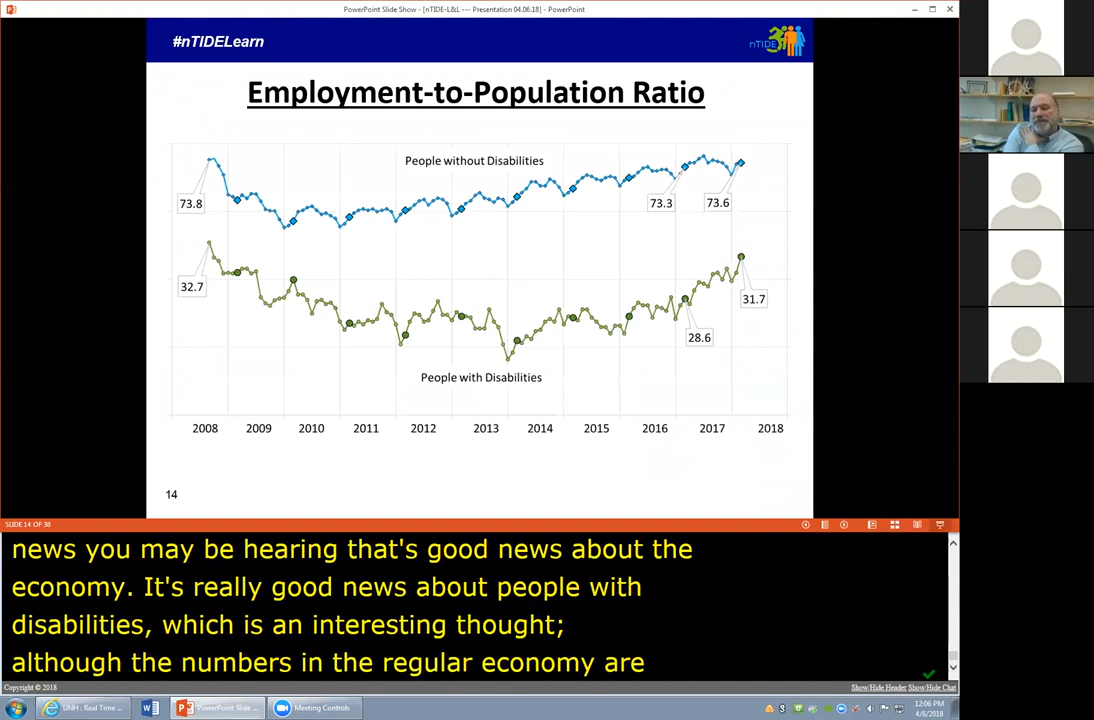 PowerPoint Slide Show - [nTIDE-L&L --- Presentation 04.06.18] - PowerPoint
#nTIDELearn
nTIDE
Employment-to-Population Ratio
People without Disabilities
73.8
73.3
73.6
32.7
31.7
28.6
People with Disabilities
2008 2009 2010 2011 2012 2013 2014 2015 2016 2017 2018
14
SLIDE 14 OF 38
news you may be hearing that's good news about the
economy. It's really good news about people with
disabilities, which is an interesting thought;
although the numbers in the regular economy are
Copyright © 2018
Show/Hide Header Show/Hide Chat
UNH : Real Time ...
PowerPoint Slide ...
Meeting Controls
12:06 PM
4/6/2018